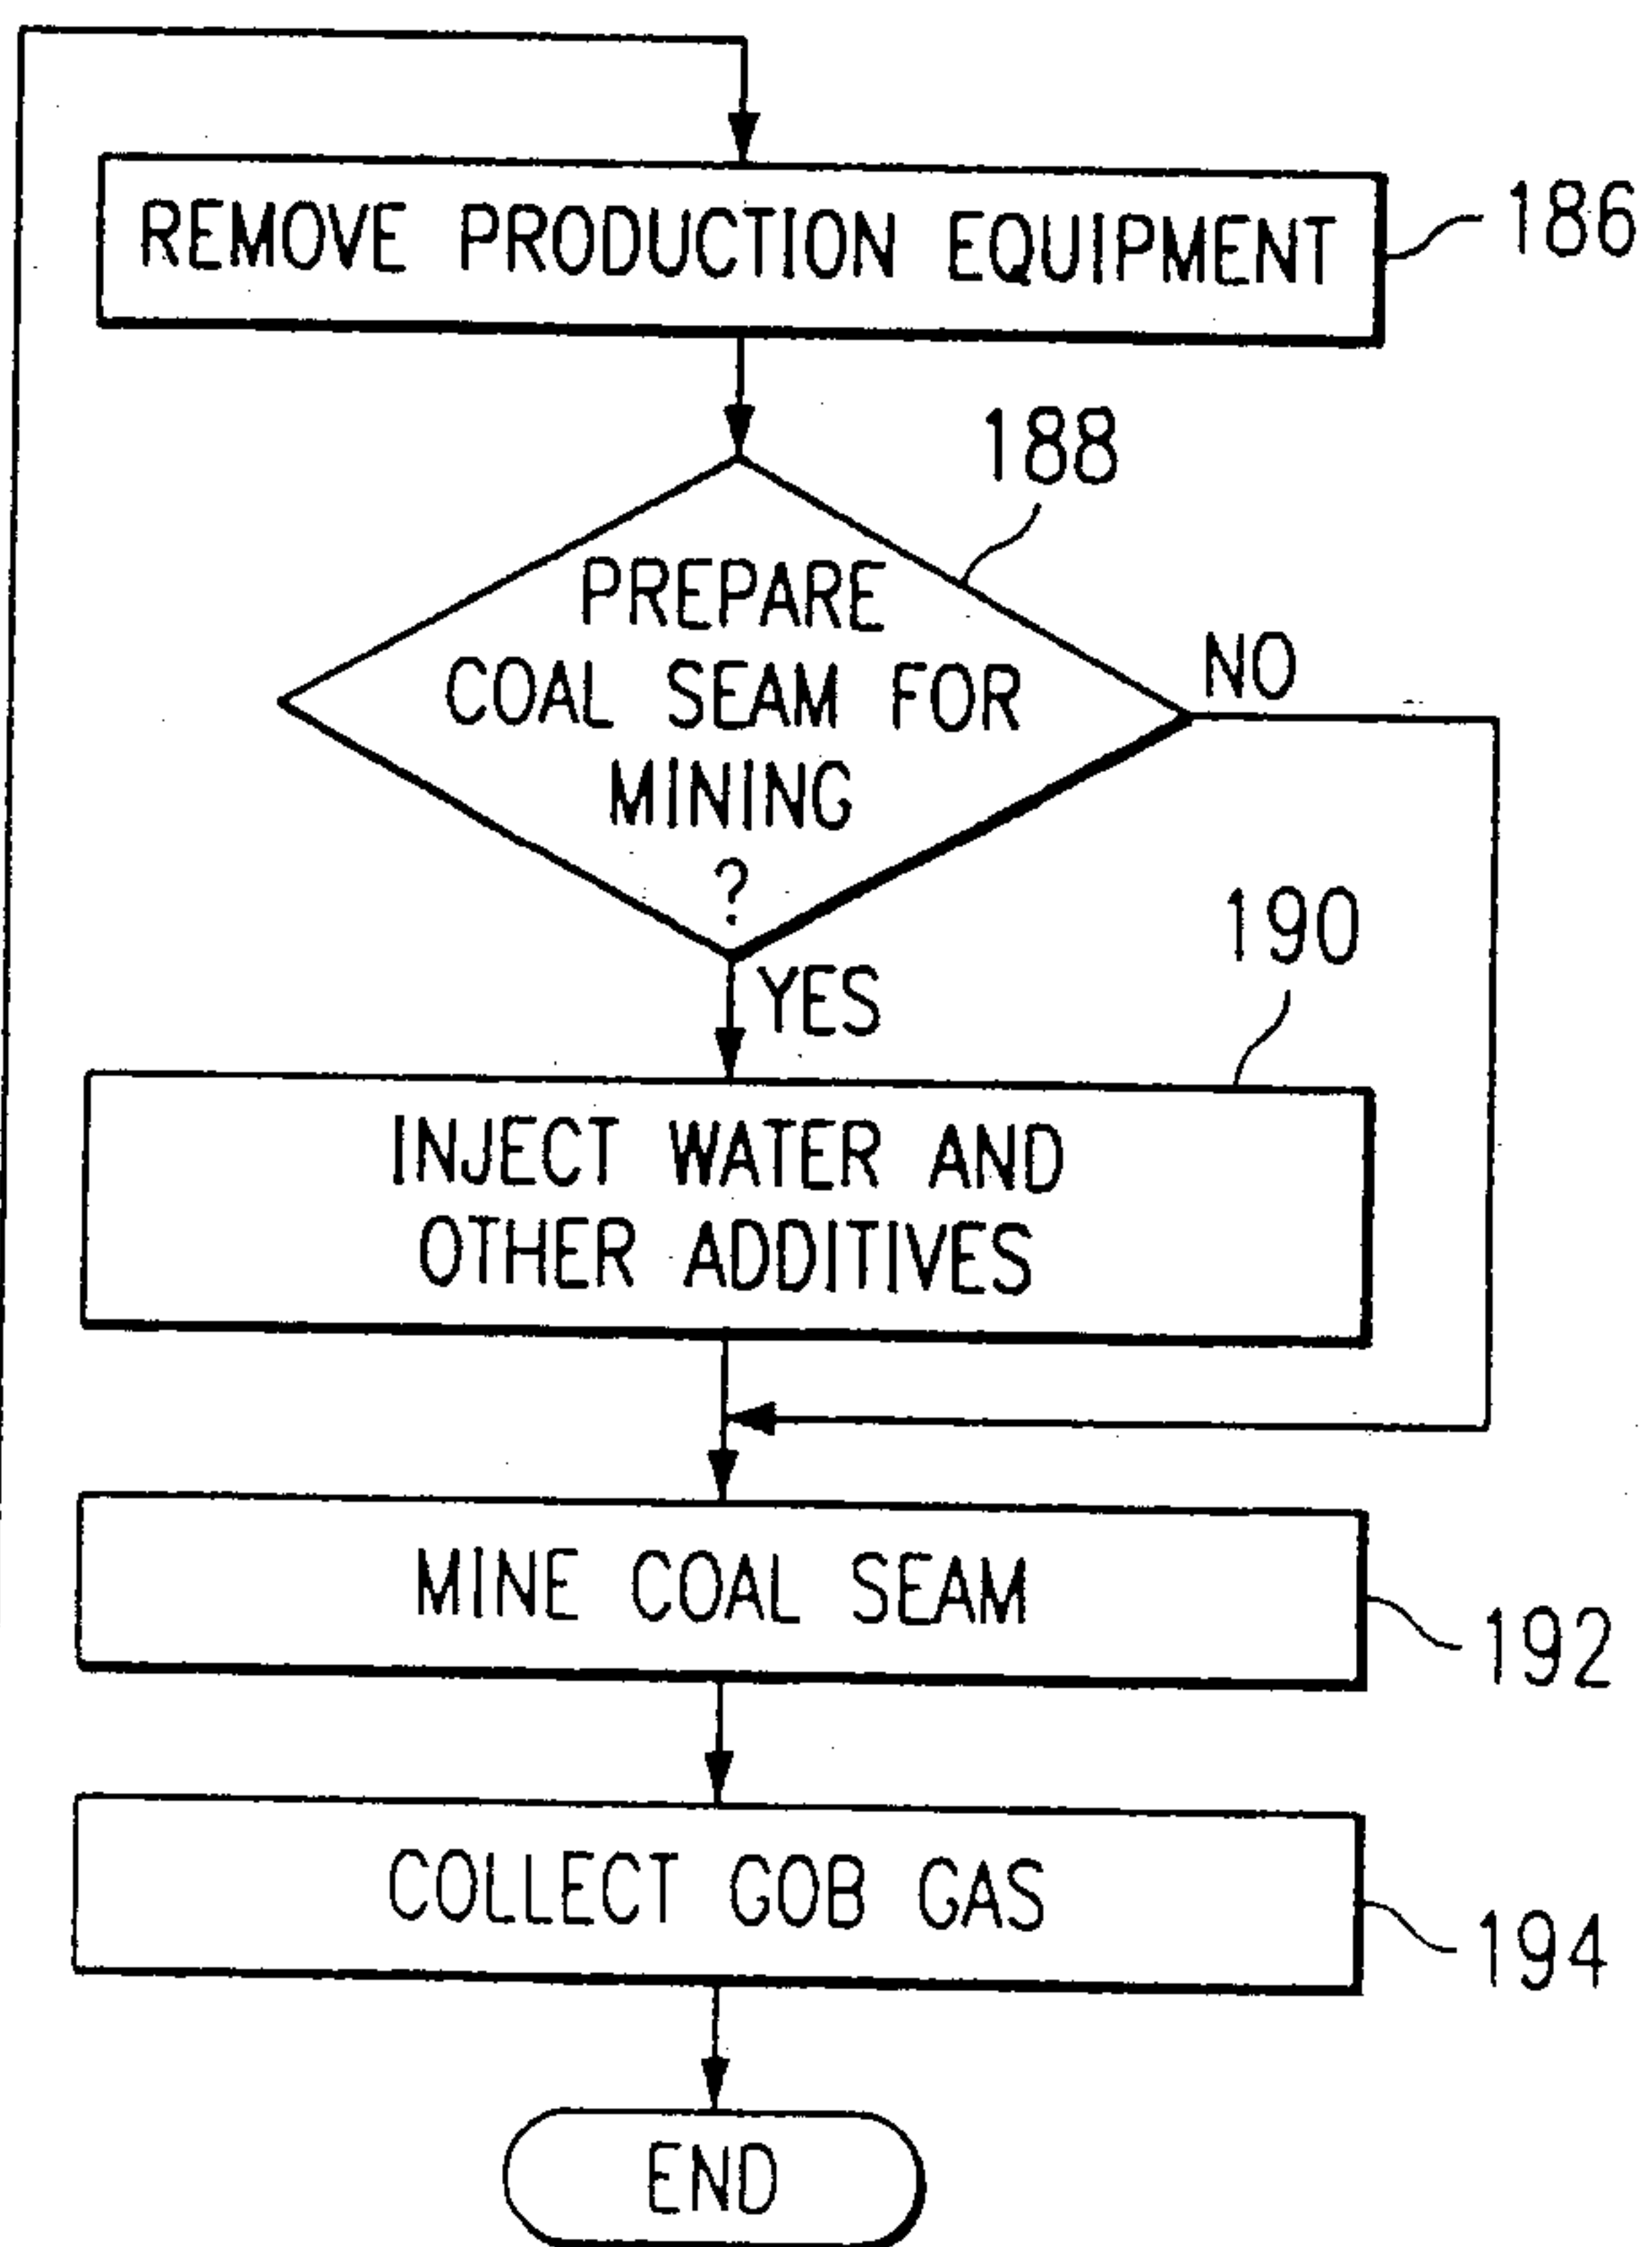 REMOVE PRODUCTION EQUIPMENT
186
188
PREPARE
COAL SEAM FOR
MINING
?
NO
YES
190
INJECT WATER AND
OTHER ADDITIVES
MINE COAL SEAM
192
COLLECT GOB GAS
194
END